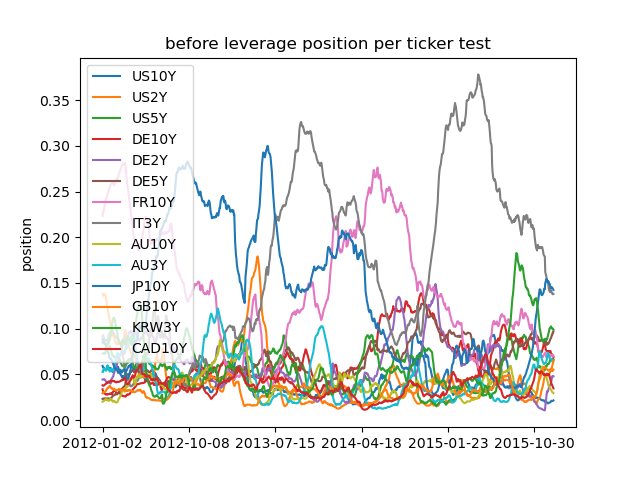 before leverage position per ticker test
position
0.35
0.30
0.25
0.20
0.15
0.10
0.05
0.00
US10Y
US2Y
US5Y
DE10Y
DE2Y
DE5Y
FR10Y
IT3Y
AU10Y
AU3Y
JP10Y
GB10Y
KRW3Y
CAD10Y
2012-01-02 2012-10-08 2013-07-15 2014-04-18 2015-01-23 2015-10-30